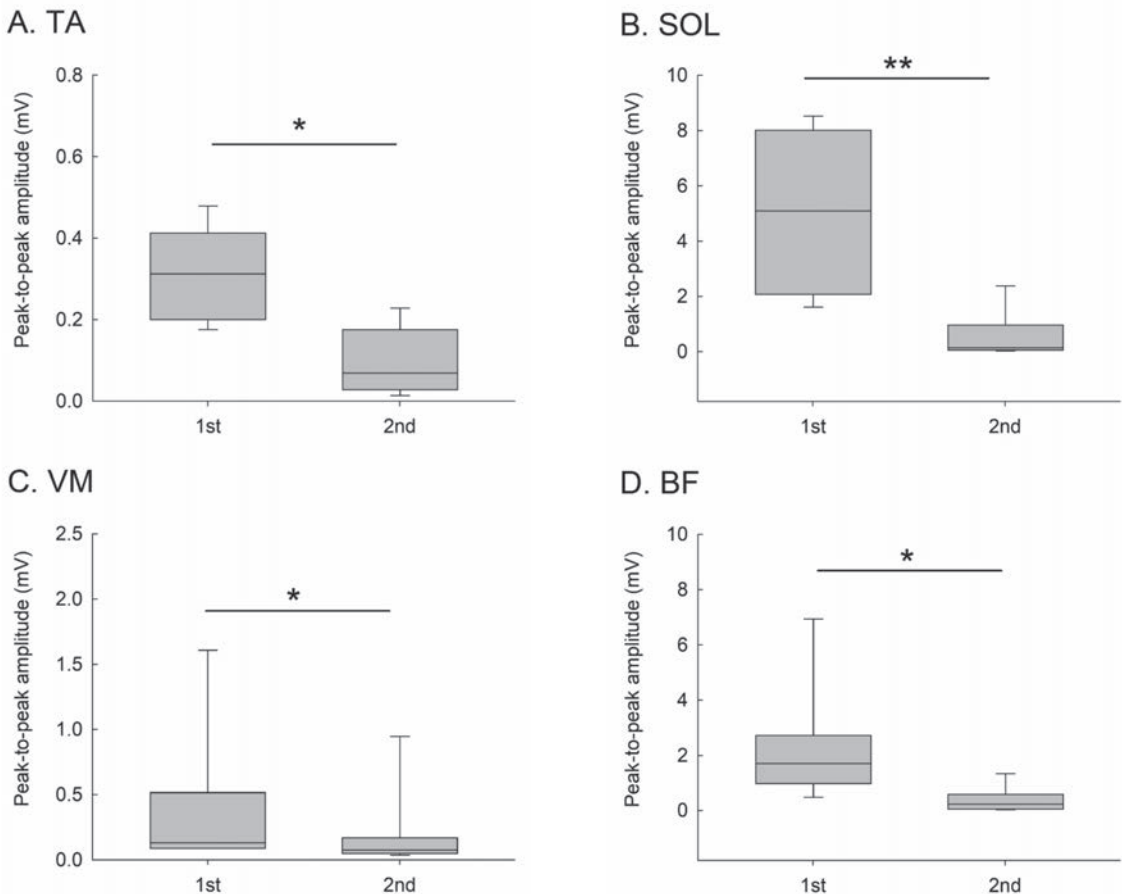 A. TA
Peak-to-peak amplitude (mV)
0.8
0.6
0.4
0.2
0.0
*
1st
2nd
B. SOL
Peak-to-peak amplitude (mV)
10
8
6
4
2
0
**
1st
2nd
C. VM
Peak-to-peak amplitude (mV)
2.5
2.0
1.5
1.0
0.5
0.0
*
1st
2nd
D. BF
Peak-to-peak amplitude (mV)
10
8
6
4
2
0
*
1st
2nd